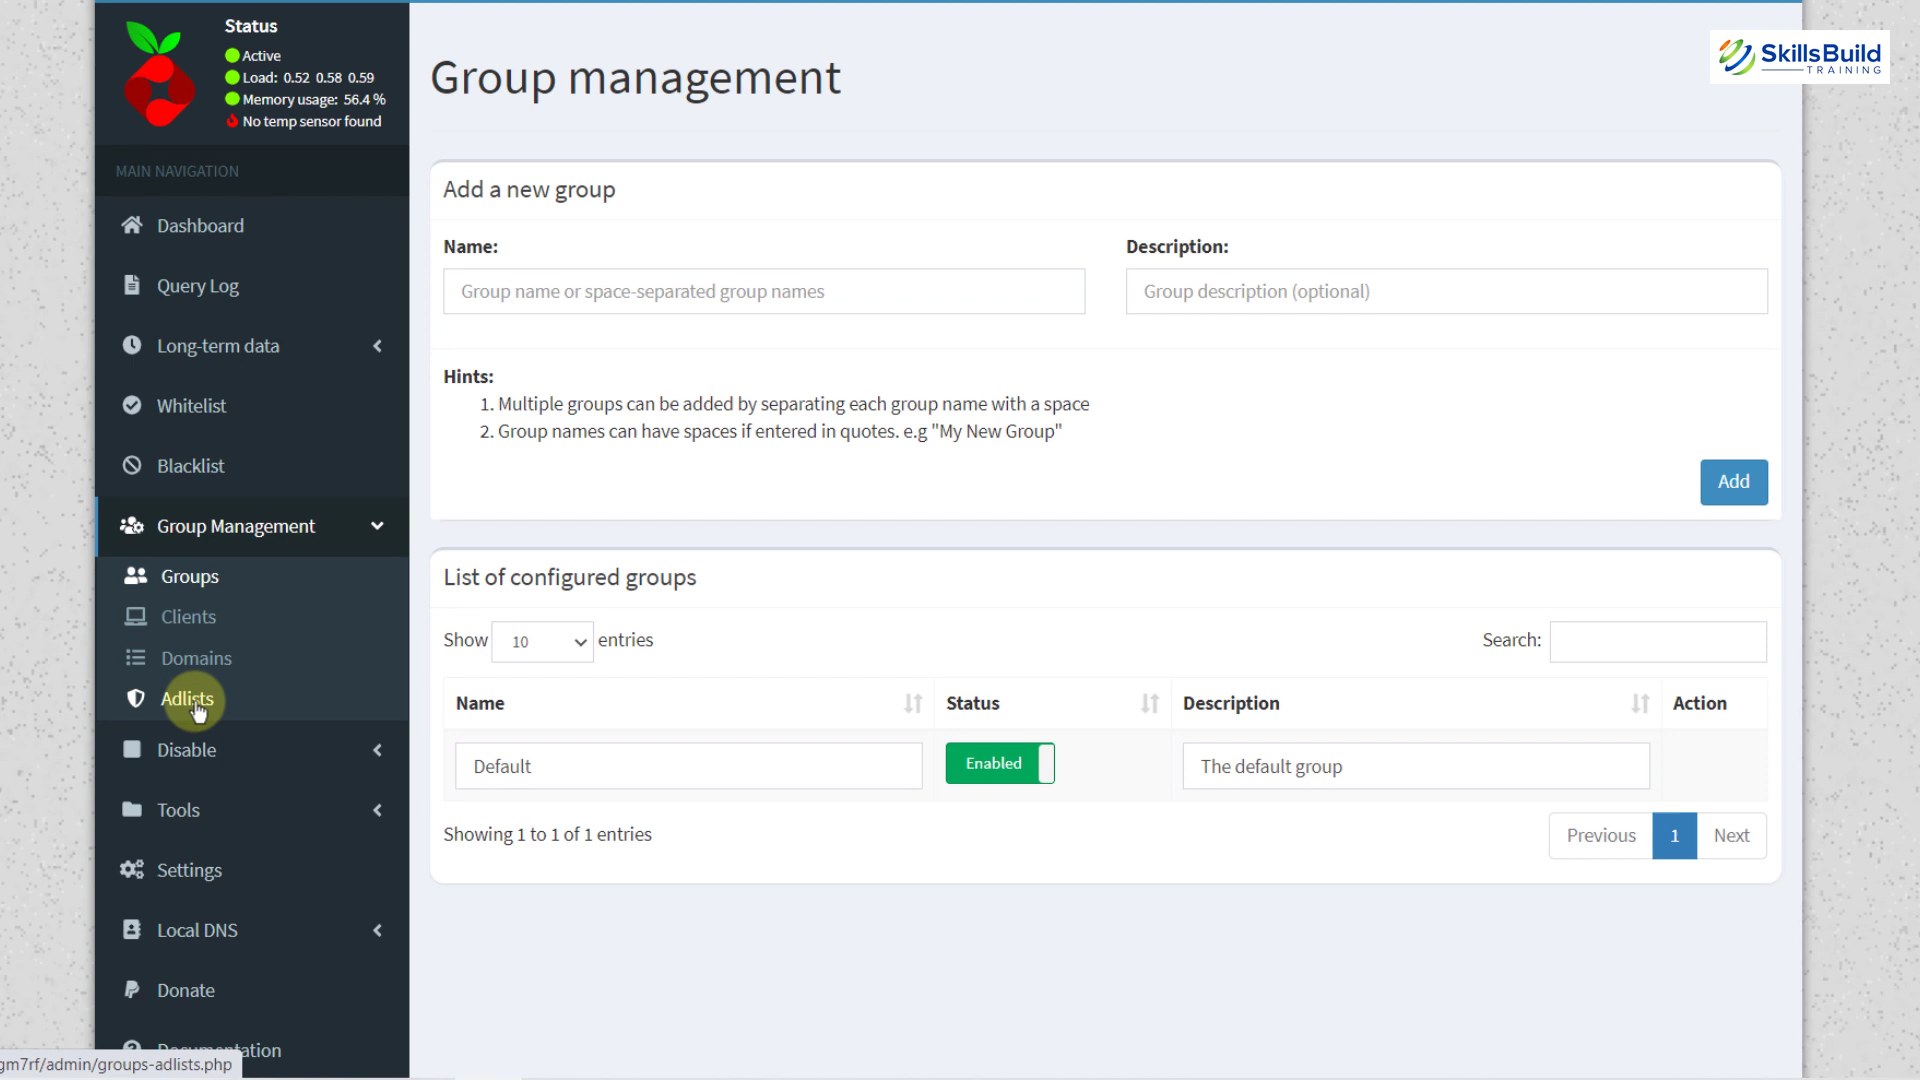 Status
Active
Load: 0.52 0.58 0.59
Memory usage: 56.4 %
No temp sensor found
MAIN NAVIGATION
Dashboard
Query Log
Long-term data
Whitelist
Blacklist
Group Management
Groups
Clients
Domains
Adlists
Disable
Tools
Settings
Local DNS
Donate
gm7rf/admin/groups-adlists.php
SkillsBuild
TRAINING
Group management
Add a new group
Name:
Description:
Group name or space-separated group names
Group description (optional)
Hints:
1. Multiple groups can be added by separating each group name with a space
2. Group names can have spaces if entered in quotes. e.g "My New Group"
Add
List of configured groups
Show 10 entries
Search:
Name Status Description Action
Default Enabled The default group
Showing 1 to 1 of 1 entries
Previous 1 Next